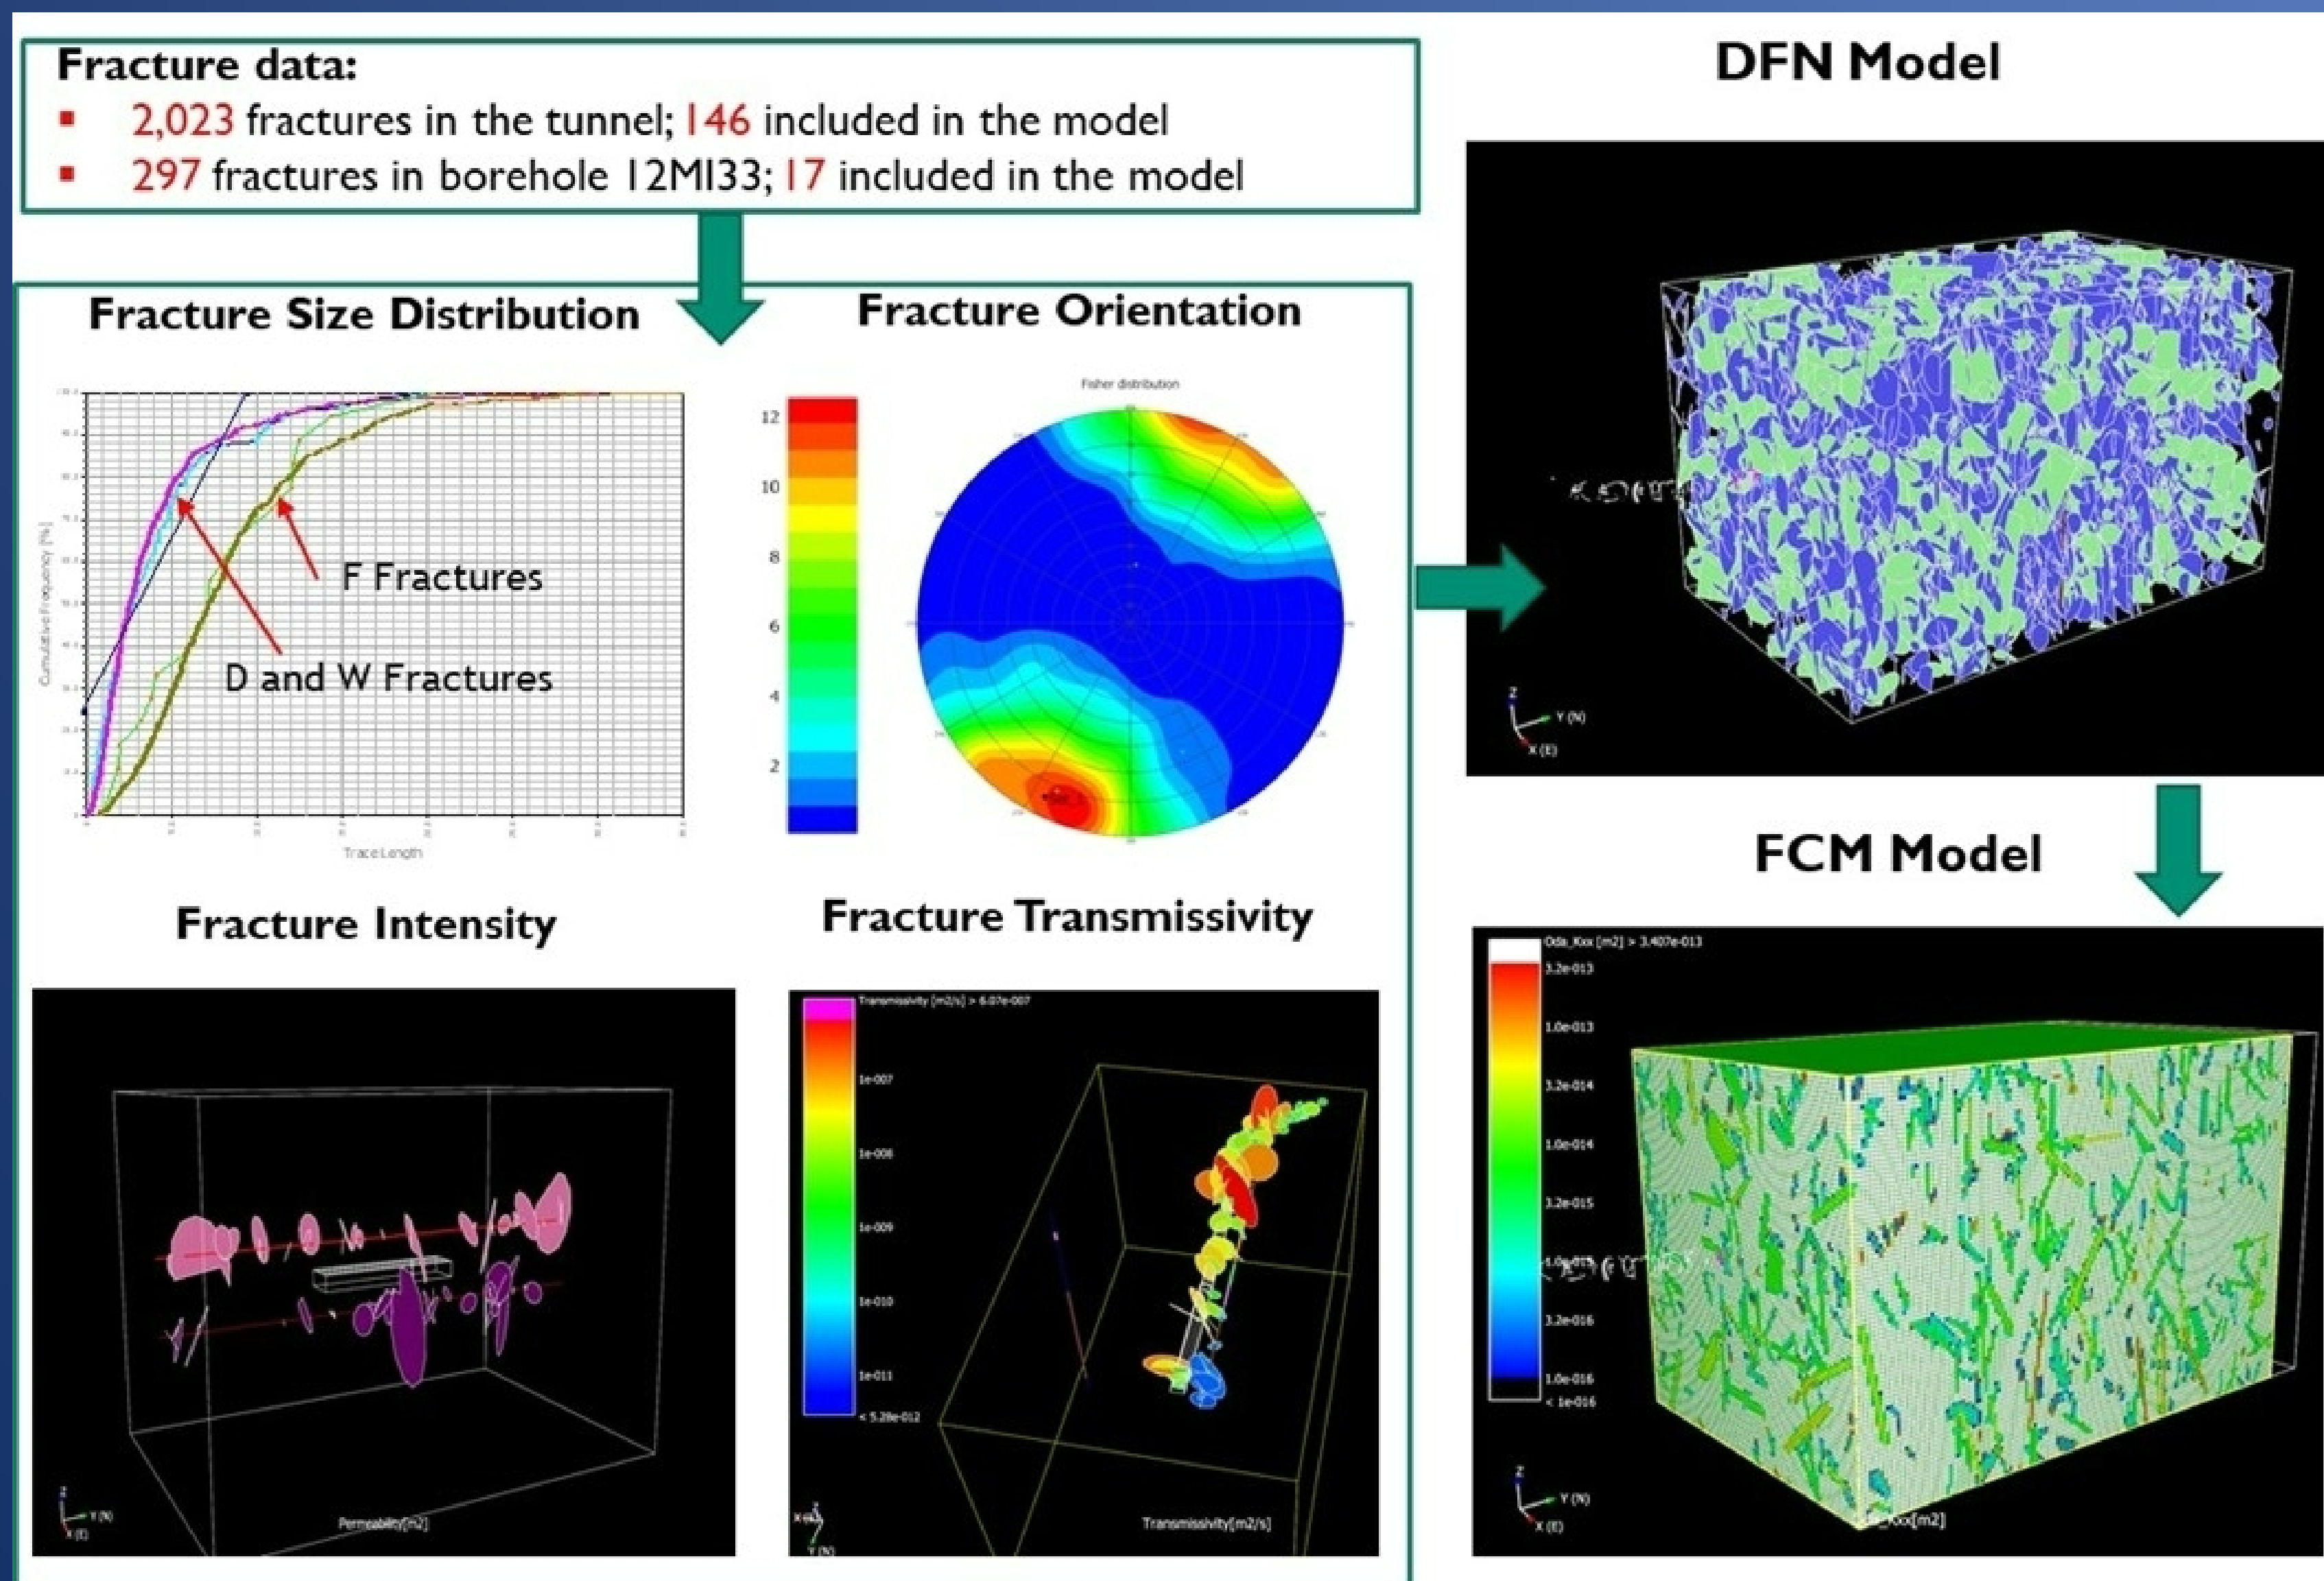 Fracture data:
▪ 2,023 fractures in the tunnel; 146 included in the model
▪ 297 fractures in borehole 12MI33; 17 included in the model
DFN Model
Fracture Size Distribution
Fracture Orientation
Fisher distribution
Cumulative Frequency [%]
Trace Length
F Fractures
D and W Fractures
12
10
8
6
4
2
Z
Y (N)
X (E)
FCM Model
Fracture Intensity
Fracture Transmissivity
Z
Y (N)
X (E)
Permeability[m2]
Transmissivity [m2/s] > 6.07e-007
1e-007
1e-008
1e-009
1e-010
1e-011
< 5.28e-012
Z
Y (N)
Transmissivity[m2/s]
Oda_Kxx [m2] > 3.407e-013
3.2e-013
1.0e-013
3.2e-014
1.0e-014
3.2e-015
3.2e-016
1.0e-016
< 1e-016
Z
Y (N)
X (E)